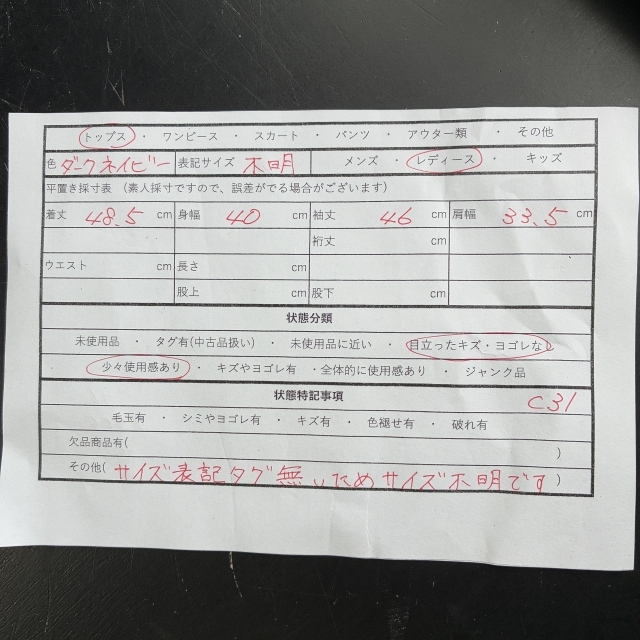 トップス ・ ワンピース ・ スカート ・ パンツ ・ アウター類 ・ その他
色 ダークネイビー 表記サイズ 不明 メンズ ・ レディース ・ キッズ
平置き採寸表 (素人採寸ですので、誤差がでる場合がございます)
着丈 48.5 cm 身幅 40 cm 袖丈 46 cm 肩幅 33.5 cm
裄丈 cm
ウエスト cm 長さ cm
股上 cm 股下 cm
状態分類
未使用品 ・ タグ有(中古品扱い) ・ 未使用品に近い ・ 目立ったキズ・ヨゴレなし
・ 少々使用感あり ・ キズやヨゴレ有 ・全体的に使用感あり ・ ジャンク品
状態特記事項 C31
毛玉有 ・ シミやヨゴレ有 ・ キズ有 ・ 色褪せ有 ・ 破れ有
欠品商品有( )
その他( サイズ表記タグ無いためサイズ不明です )